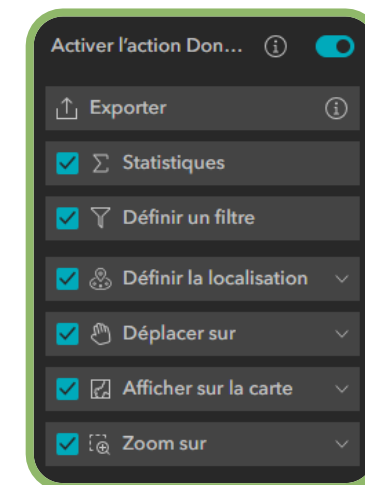 Activer l'action Don...
Exporter
Statistiques
Définir un filtre
Définir la localisation
Déplacer sur
Afficher sur la carte
Zoom sur